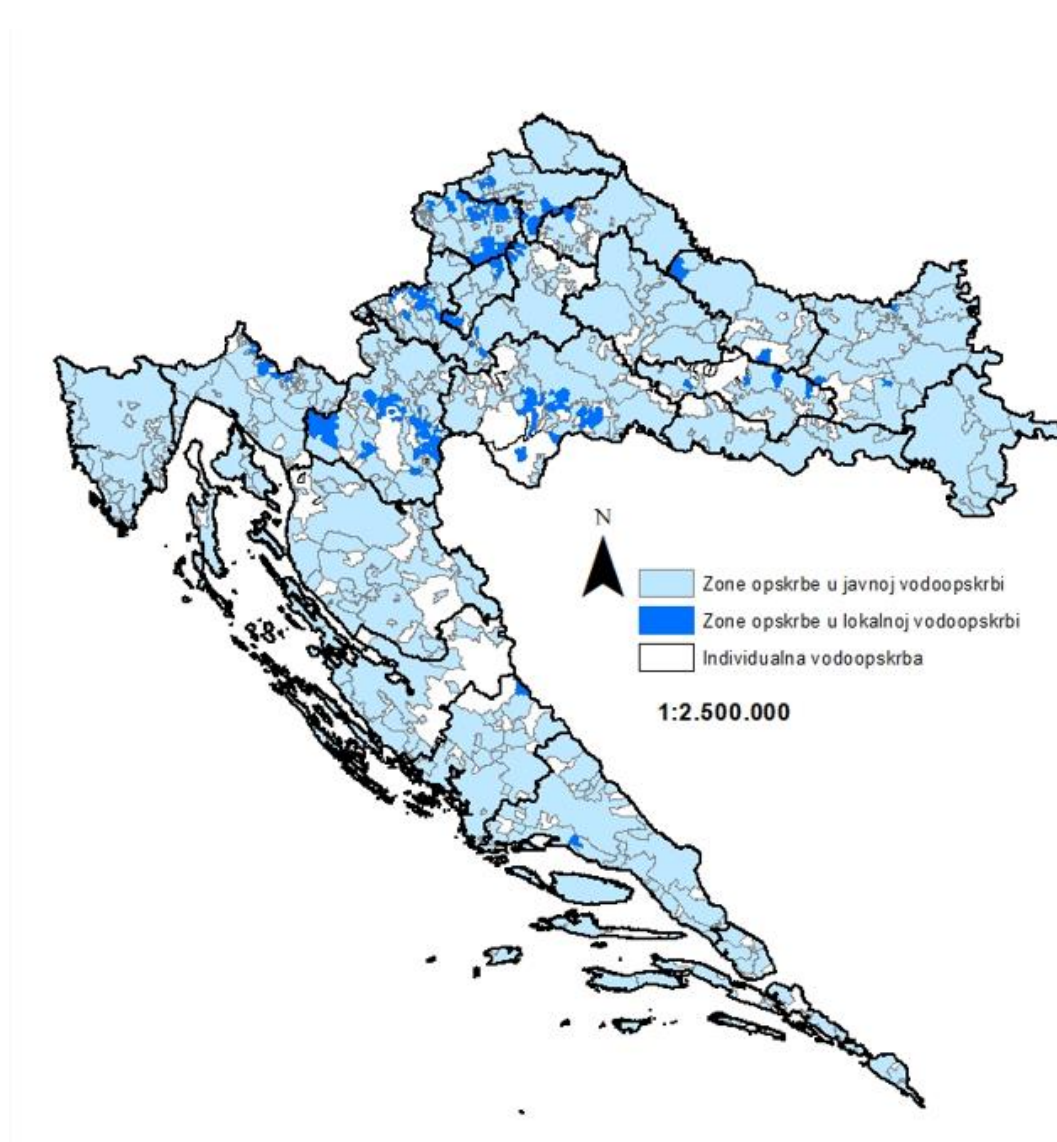 N
Zone opskrbe u javnoj vodoopskrbi
Zone opskrbe u lokalnoj vodoopskrbi
Individualna vodoopskrba
1:2.500.000